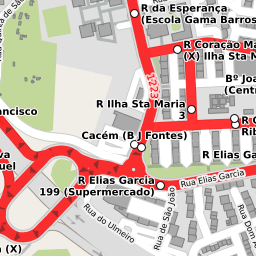 R da Esperança
(Escola Gama Barros
R Coração Ma
(X) Ilha Sta M
1223
Bº Joa
(Centr
R Ilha Sta Maria
3
R C
Rib
ancisco
Cacém (B J Fontes)
R Elias Garc
va
uel
R Elias Garcia
199 (Supermercado)
Rua Elias Garcia
Rua de São João
Rua do Ulmeiro
Rua Dom A
(X)